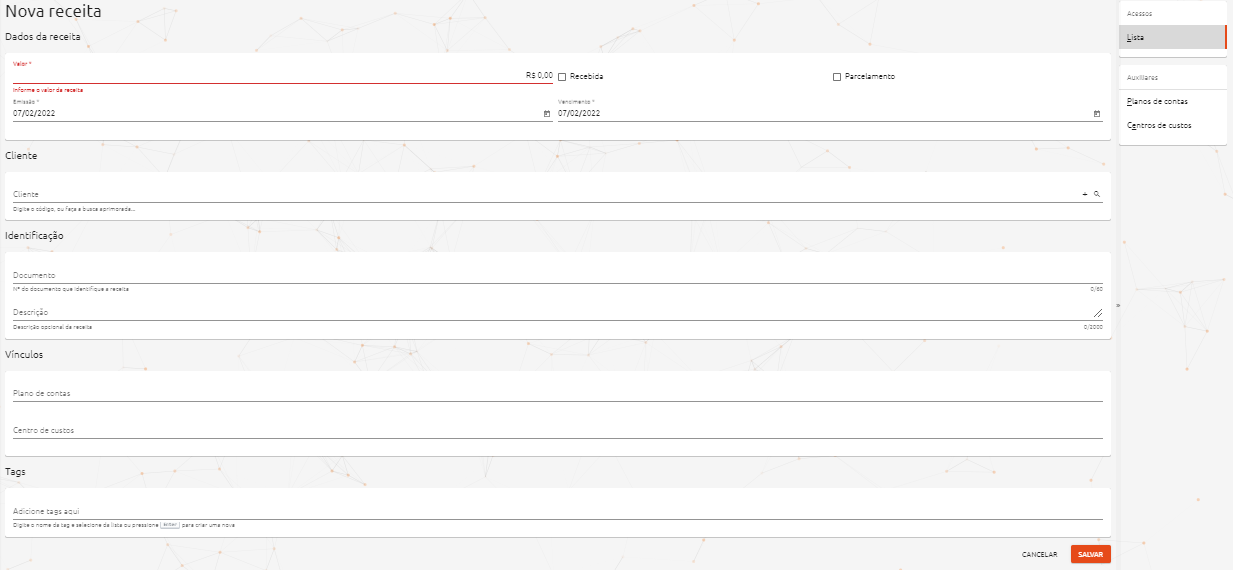 Nova receita
Dados da receita
Valor *
R$ 0,00
Recebida
Parcelamento
Informe o valor da receita
Emissão *
Vencimento *
07/02/2022
07/02/2022
Cliente
Cliente
+
Digite o código, ou faça a busca aprimorada...
Identificação
Documento
Nº do documento que identifique a receita
0/60
Descrição
Descrição opcional da receita
0/2000
Vínculos
Plano de contas
Centro de custos
Tags
Adicione tags aqui
Digite o nome da tag e selecione da lista ou pressione enter para criar uma nova
CANCELAR
SALVAR
Acessos
Lista
Auxiliares
Planos de contas
Centros de custos
»